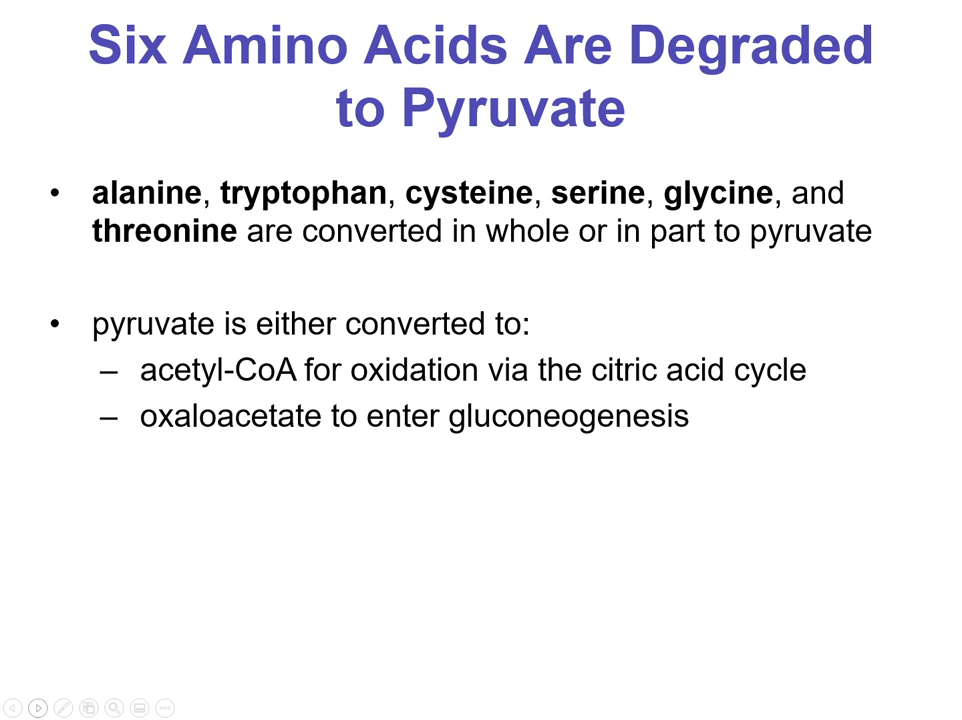 Six Amino Acids Are Degraded
to Pyruvate
• alanine, tryptophan, cysteine, serine, glycine, and
threonine are converted in whole or in part to pyruvate
• pyruvate is either converted to:
– acetyl-CoA for oxidation via the citric acid cycle
– oxaloacetate to enter gluconeogenesis